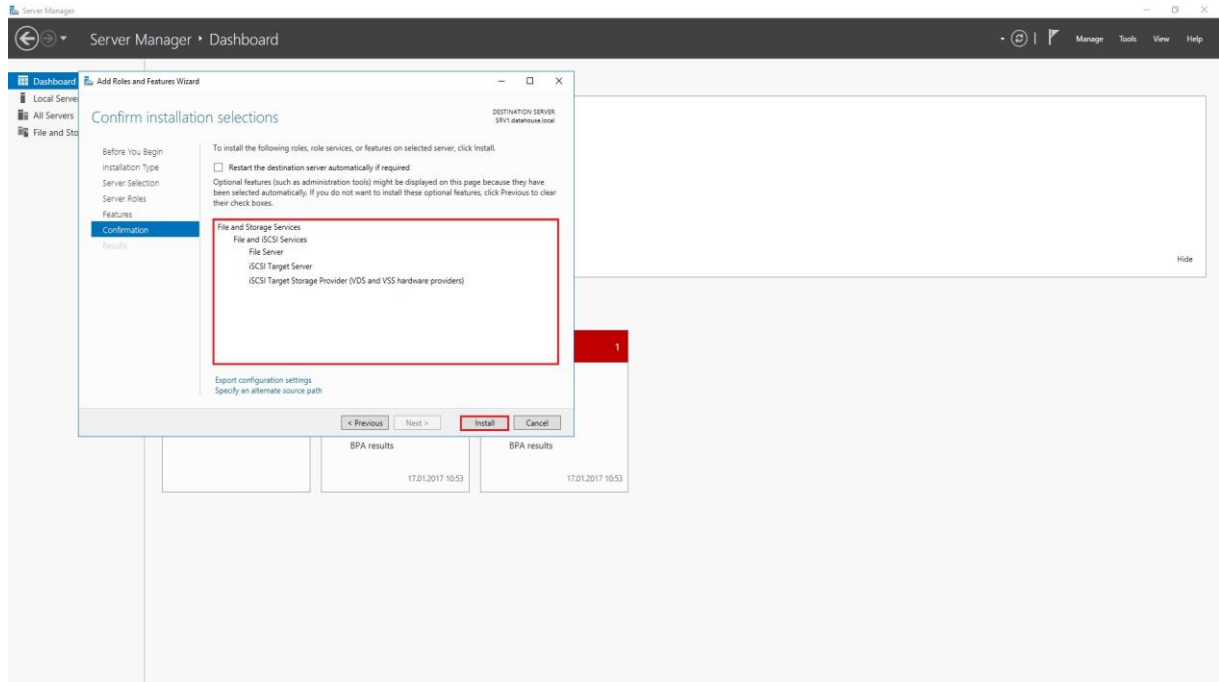 Server Manager
Server Manager • Dashboard
Manage Tools View Help
Dashboard
Local Serve
All Servers
File and Sto
Add Roles and Features Wizard
Confirm installation selections
DESTINATION SERVER
SRV1.datahouse.local
Before You Begin
Installation Type
Server Selection
Server Roles
Features
Confirmation
Results
To install the following roles, role services, or features on selected server, click Install.
Restart the destination server automatically if required
Optional features (such as administration tools) might be displayed on this page because they have
been selected automatically. If you do not want to install these optional features, click Previous to clear
their check boxes.
File and Storage Services
File and iSCSI Services
File Server
iSCSI Target Server
iSCSI Target Storage Provider (VDS and VSS hardware providers)
Export configuration settings
Specify an alternate source path
< Previous Next > Install Cancel
Hide
1
BPA results
17.01.2017 10:53
BPA results
17.01.2017 10:53